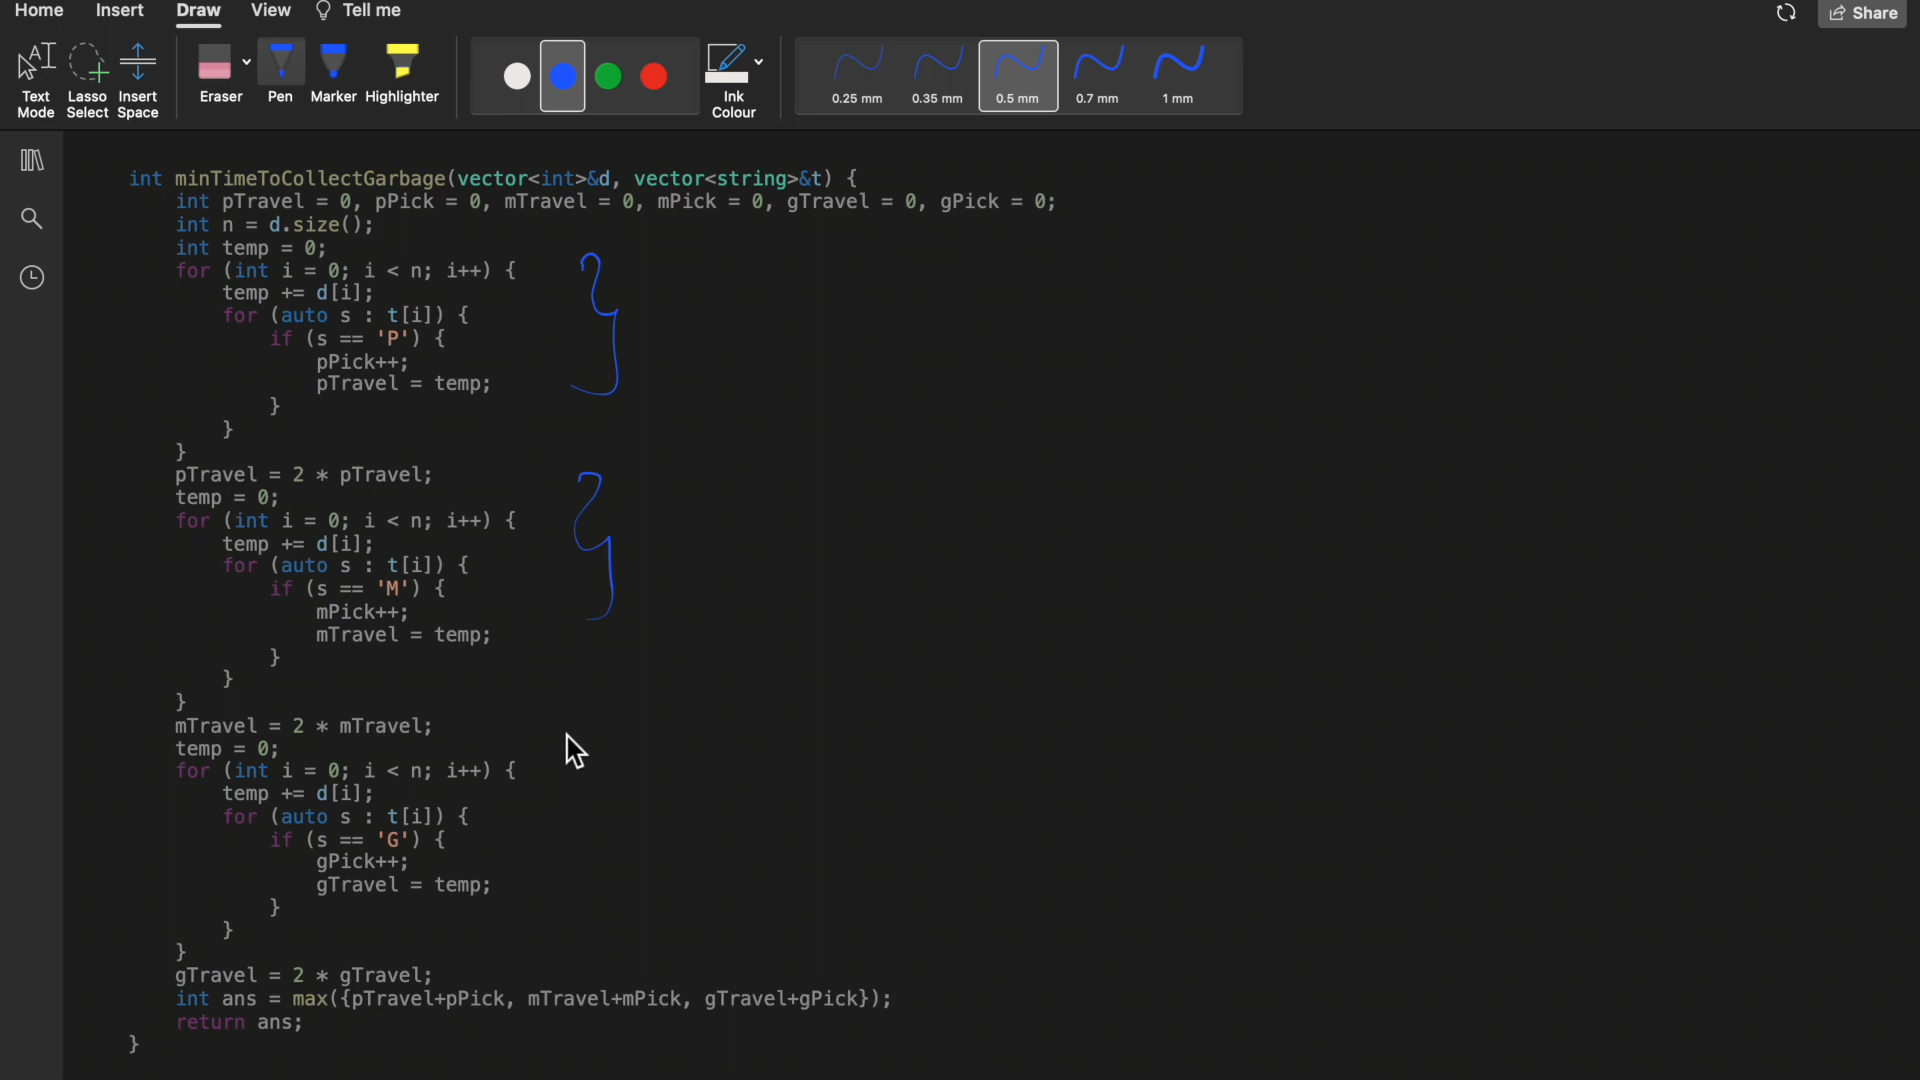 Home Insert Draw View Tell me Share
Text Mode Lasso Select Insert Space Eraser Pen Marker Highlighter Ink Colour 0.25 mm 0.35 mm 0.5 mm 0.7 mm 1 mm
int minTimeToCollectGarbage(vector<int>&d, vector<string>&t) {
    int pTravel = 0, pPick = 0, mTravel = 0, mPick = 0, gTravel = 0, gPick = 0;
    int n = d.size();
    int temp = 0;
    for (int i = 0; i < n; i++) {
        temp += d[i];
        for (auto s : t[i]) {
            if (s == 'P') {
                pPick++;
                pTravel = temp;
            }
        }
    }
    pTravel = 2 * pTravel;
    temp = 0;
    for (int i = 0; i < n; i++) {
        temp += d[i];
        for (auto s : t[i]) {
            if (s == 'M') {
                mPick++;
                mTravel = temp;
            }
        }
    }
    mTravel = 2 * mTravel;
    temp = 0;
    for (int i = 0; i < n; i++) {
        temp += d[i];
        for (auto s : t[i]) {
            if (s == 'G') {
                gPick++;
                gTravel = temp;
            }
        }
    }
    gTravel = 2 * gTravel;
    int ans = max({pTravel+pPick, mTravel+mPick, gTravel+gPick});
    return ans;
}